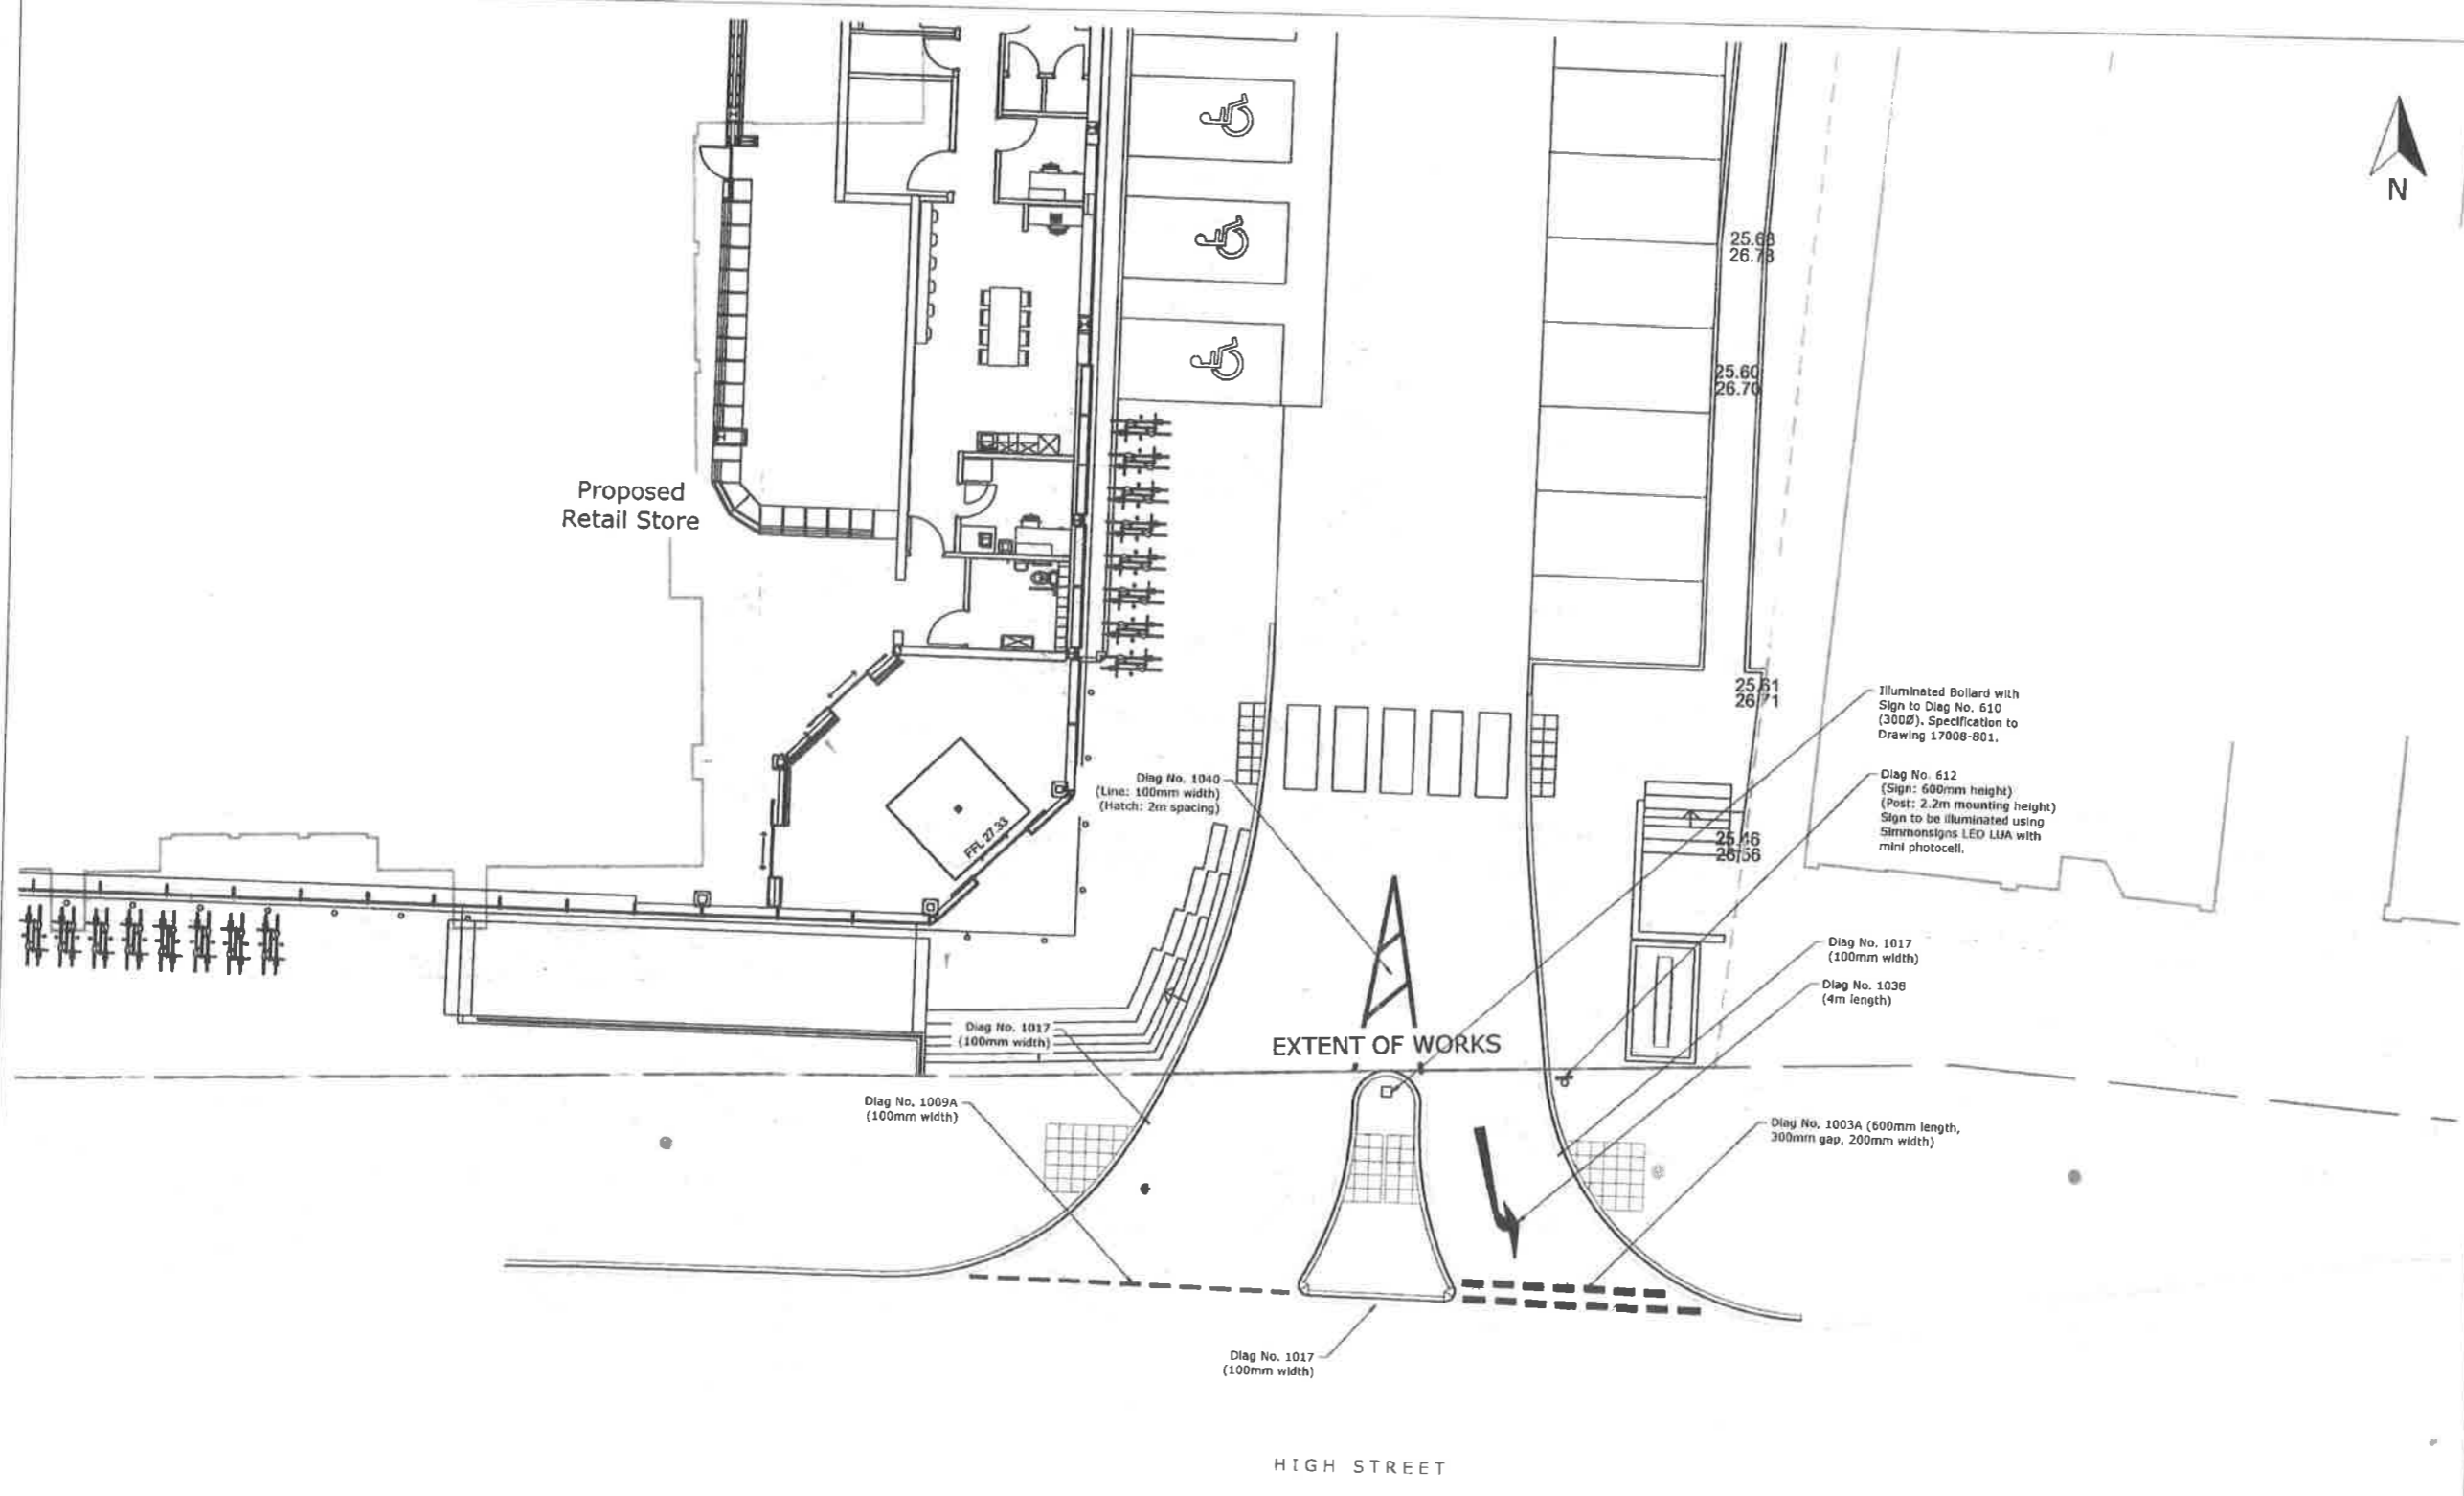 N
25.68
26.78
25.60
26.70
Proposed
Retail Store
25.61
26.71
Illuminated Bollard with
Sign to Diag No. 610
(300Ø). Specification to
Drawing 17008-801.
Diag No. 1040
(Line: 100mm width)
(Hatch: 2m spacing)
Diag No. 612
(Sign: 600mm height)
(Post: 2.2m mounting height)
Sign to be illuminated using
Simmonsigns LED LUA with
mini photocell.
FFL 27.33
25.46
26.56
Diag No. 1017
(100mm width)
Diag No. 1038
(4m length)
Diag No. 1017
(100mm width)
EXTENT OF WORKS
Diag No. 1009A
(100mm width)
Diag No. 1003A (600mm length,
300mm gap, 200mm width)
Diag No. 1017
(100mm width)
HIGH STREET